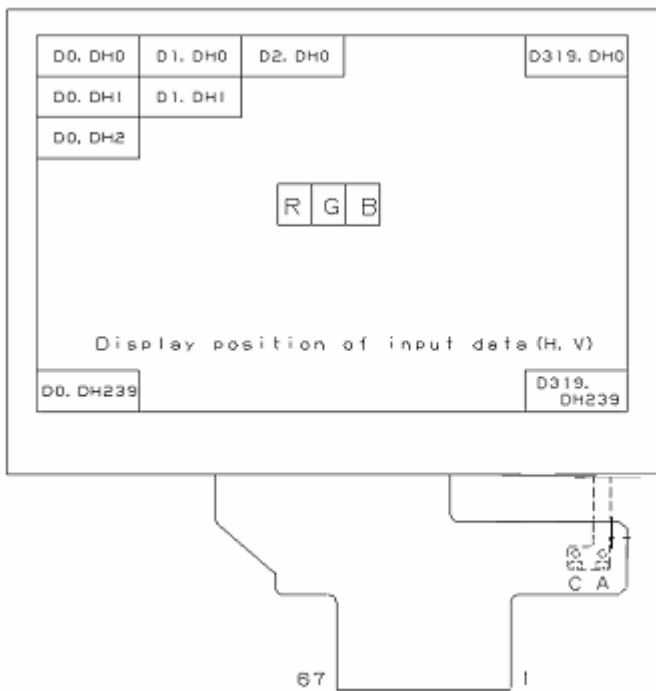 D0. DH0 D1. DH0 D2. DH0 D319. DH0
D0. DH1 D1. DH1
D0. DH2
R G B
Display position of input data(H. V)
D0. DH239 D319.
DH239
C A
67 1